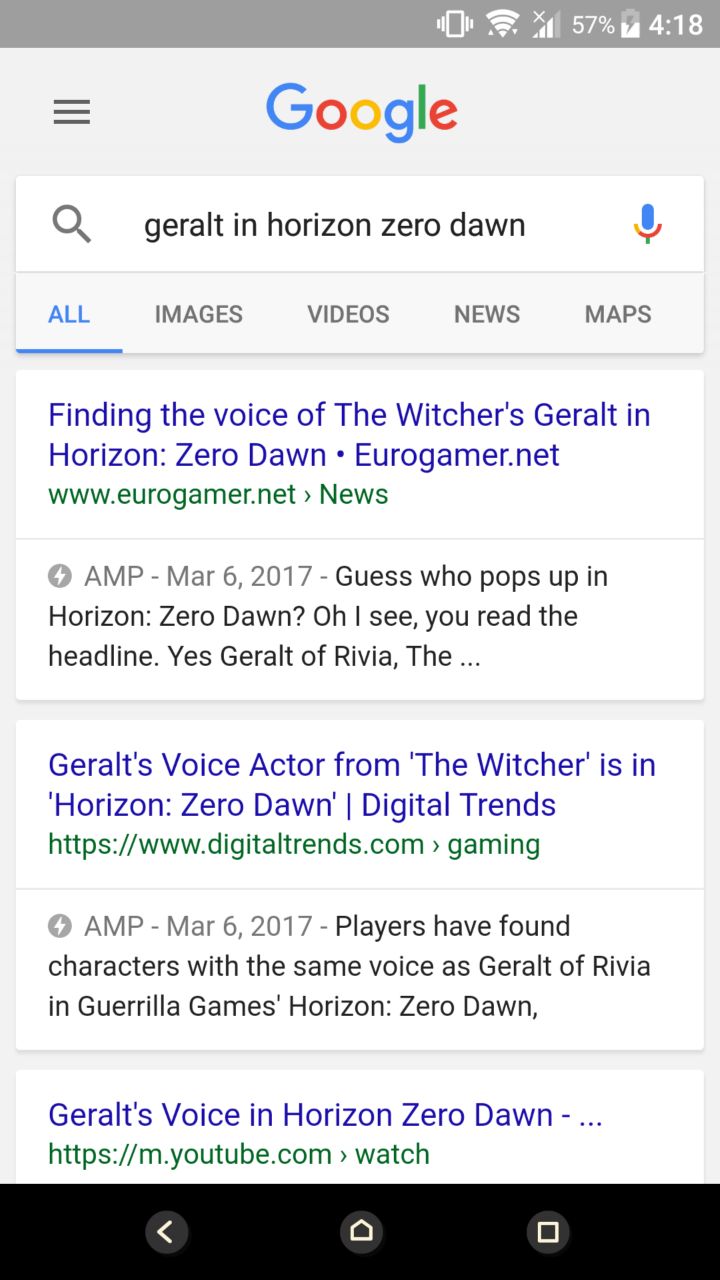 57% 4:18
Google
geralt in horizon zero dawn
ALL IMAGES VIDEOS NEWS MAPS
Finding the voice of The Witcher's Geralt in
Horizon: Zero Dawn • Eurogamer.net
www.eurogamer.net › News
AMP - Mar 6, 2017 - Guess who pops up in
Horizon: Zero Dawn? Oh I see, you read the
headline. Yes Geralt of Rivia, The ...
Geralt's Voice Actor from 'The Witcher' is in
'Horizon: Zero Dawn' | Digital Trends
https://www.digitaltrends.com › gaming
AMP - Mar 6, 2017 - Players have found
characters with the same voice as Geralt of Rivia
in Guerrilla Games' Horizon: Zero Dawn,
Geralt's Voice in Horizon Zero Dawn - ...
https://m.youtube.com › watch